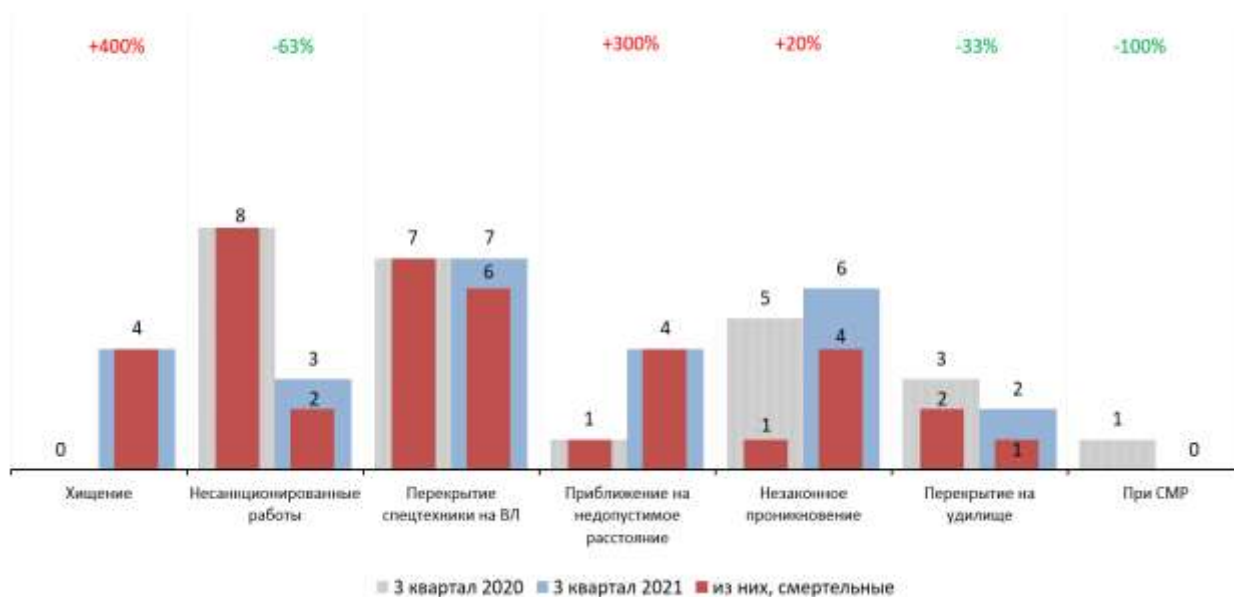 +400% -63% +300% +20% -33% -100%
8
7 7
6
6
5
4 4 4
3 3
2 2 2
1 1 1 1
0 0
Хищение Несанкционированные Перекрытие Приближение на Незаконное Перекрытие на При СМР
работы спецтехники на ВЛ недопустимое проникновение удилище
расстояние
3 квартал 2020 3 квартал 2021 из них, смертельные